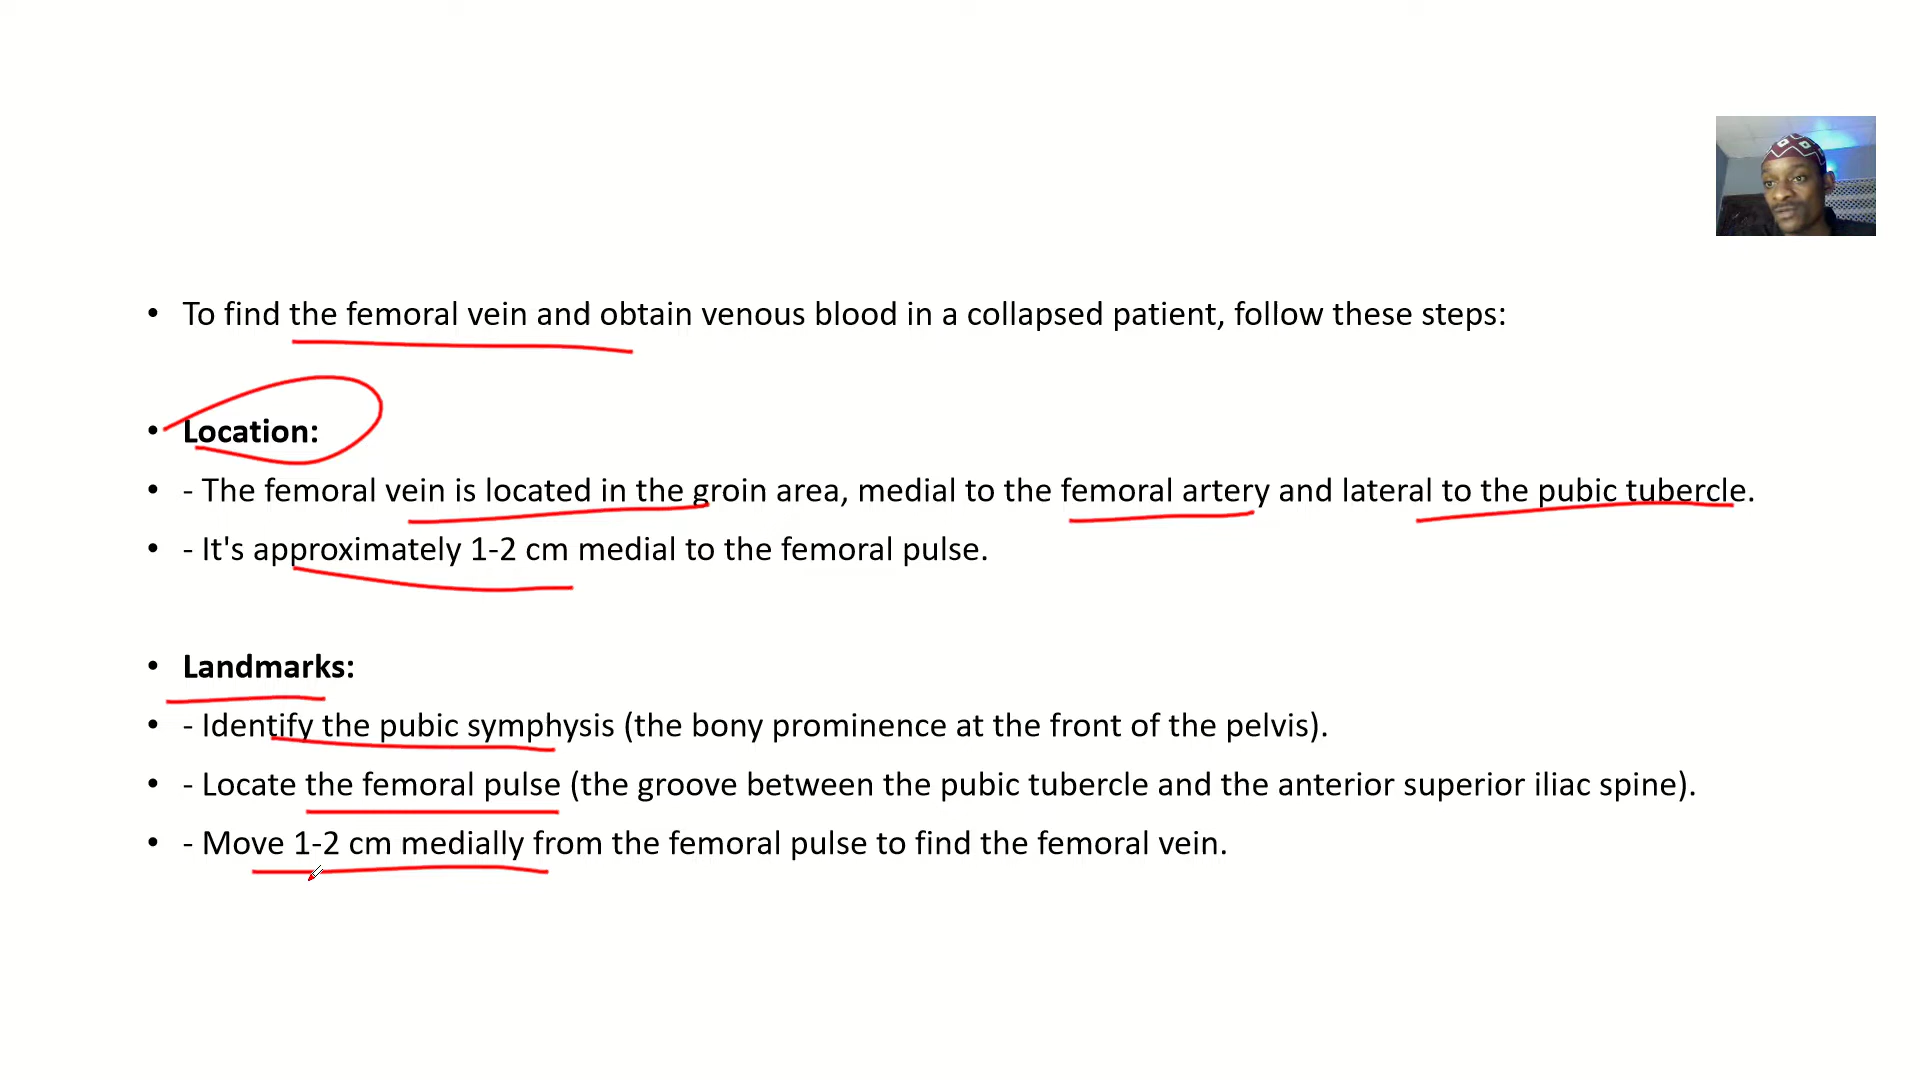 • To find the femoral vein and obtain venous blood in a collapsed patient, follow these steps:
• Location:
• - The femoral vein is located in the groin area, medial to the femoral artery and lateral to the pubic tubercle.
• - It's approximately 1-2 cm medial to the femoral pulse.
• Landmarks:
• - Identify the pubic symphysis (the bony prominence at the front of the pelvis).
• - Locate the femoral pulse (the groove between the pubic tubercle and the anterior superior iliac spine).
• - Move 1-2 cm medially from the femoral pulse to find the femoral vein.